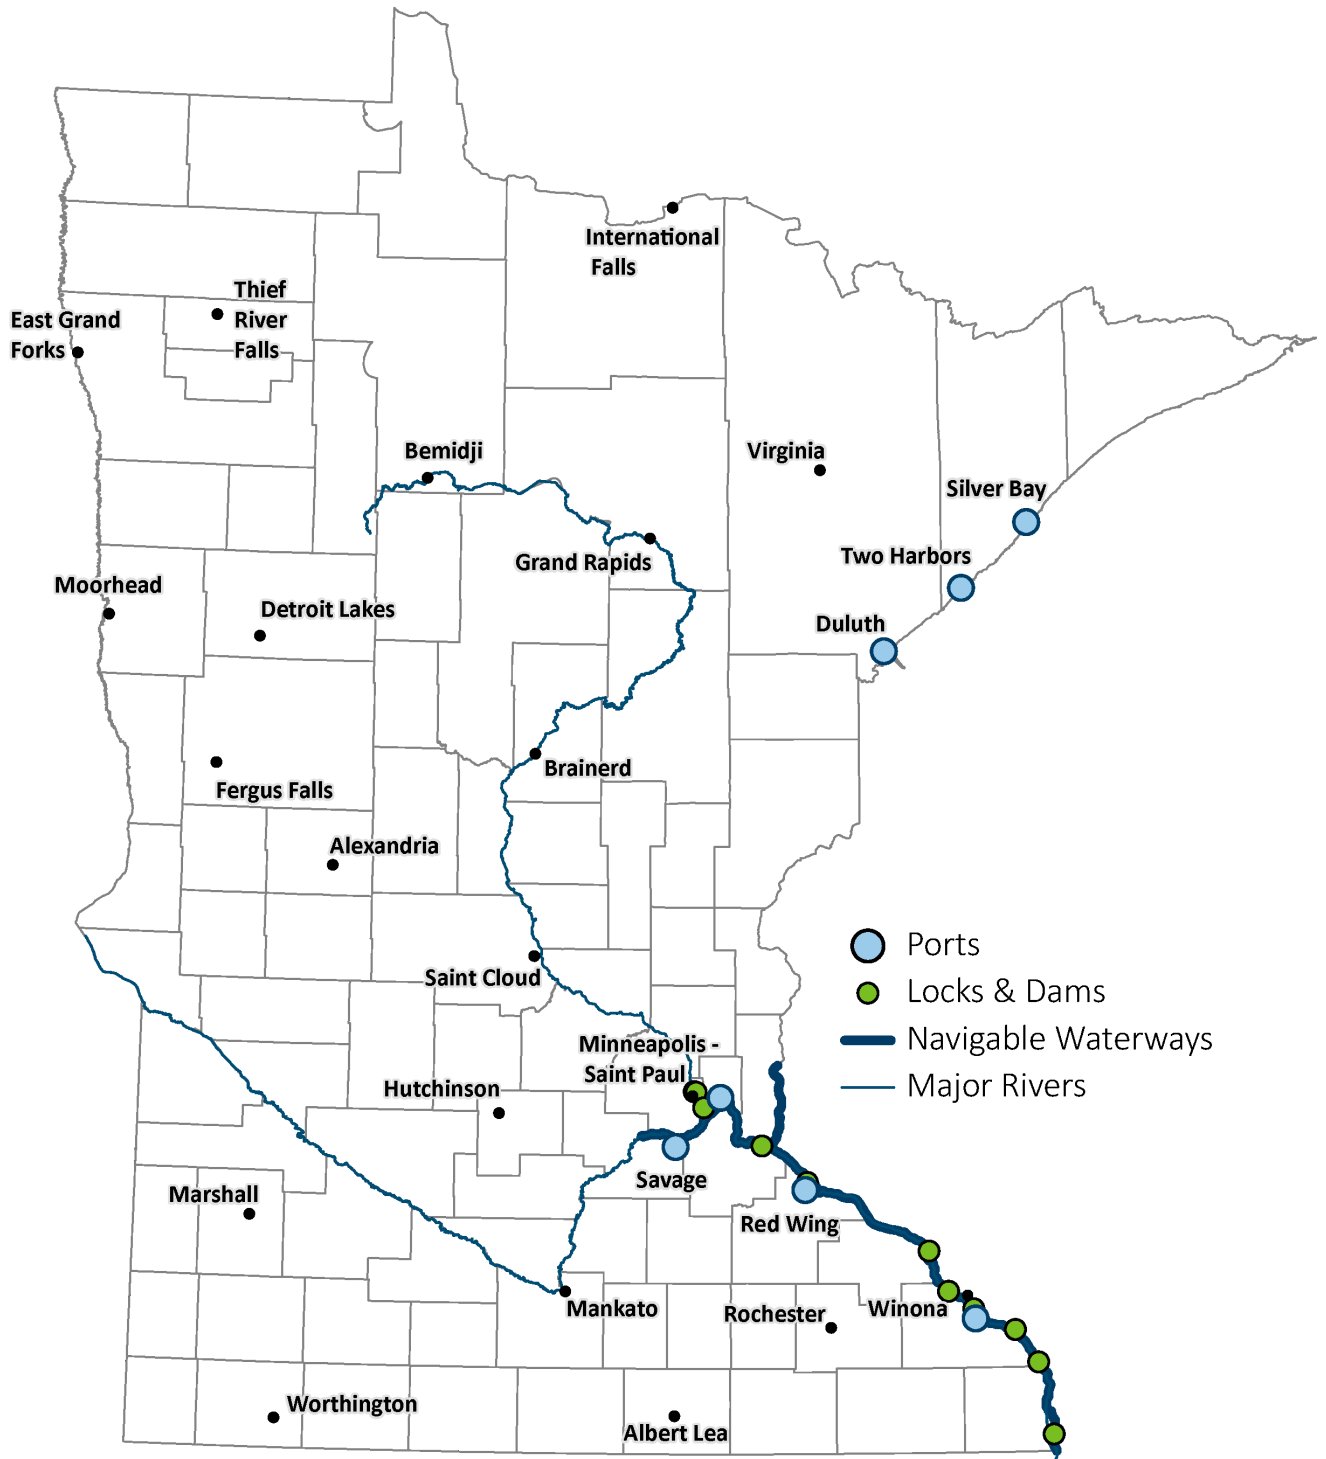 International
Falls
Thief
River
Falls
East Grand
Forks
Bemidji
Virginia
Silver Bay
Two Harbors
Grand Rapids
Moorhead
Detroit Lakes
Duluth
Brainerd
Fergus Falls
Alexandria
Saint Cloud
Ports
Locks & Dams
Navigable Waterways
Major Rivers
Minneapolis -
Saint Paul
Hutchinson
Savage
Marshall
Red Wing
Mankato
Rochester
Winona
Worthington
Albert Lea